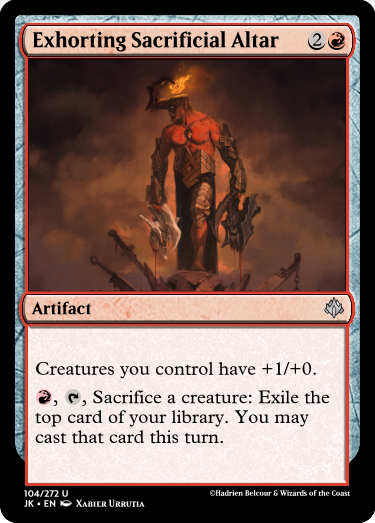 Exhorting Sacrificial Altar 2
Artifact
Creatures you control have +1/+0.
, , Sacrifice a creature: Exile the
top card of your library. You may
cast that card this turn.
104/272 U
JK • EN Xabier Urrutia
©Hadrien Belcour & Wizards of the Coast